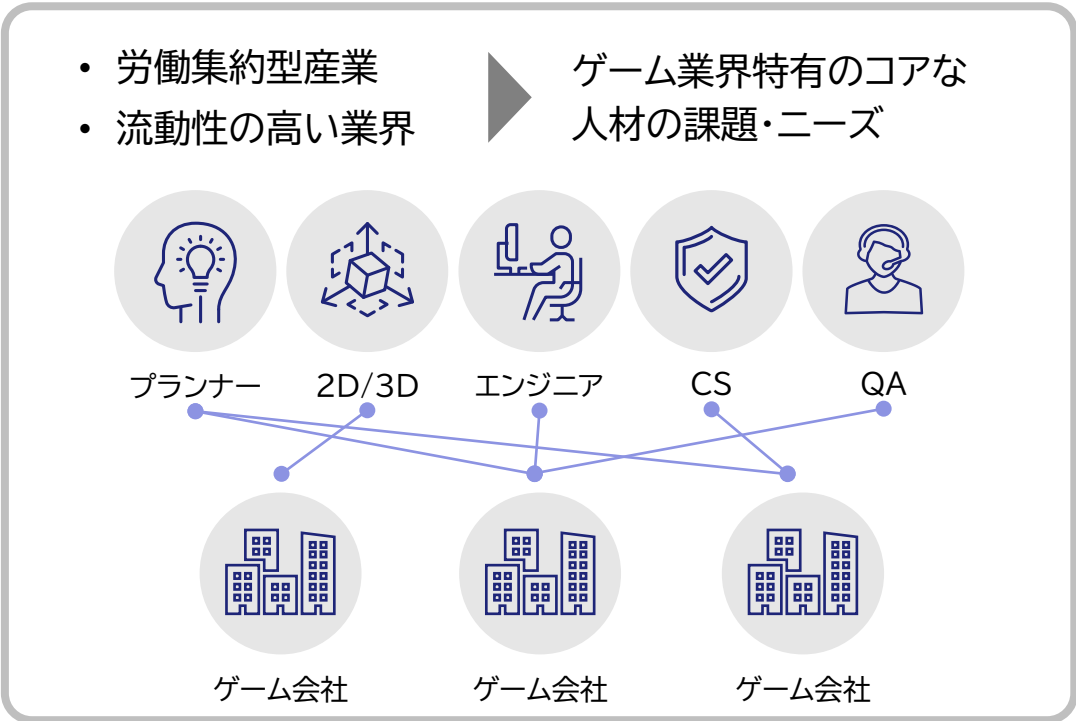 • 労働集約型産業
• 流動性の高い業界
ゲーム業界特有のコアな
人材の課題・ニーズ
プランナー
2D/3D
エンジニア
CS
QA
ゲーム会社
ゲーム会社
ゲーム会社